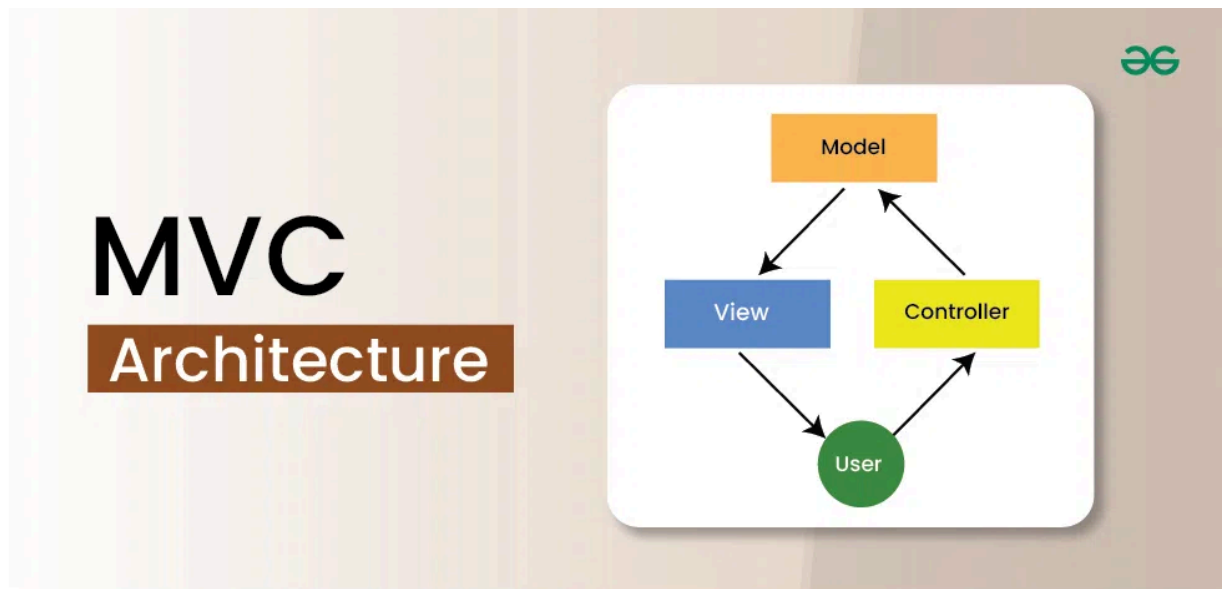 MVC
Architecture
Model
View
Controller
User